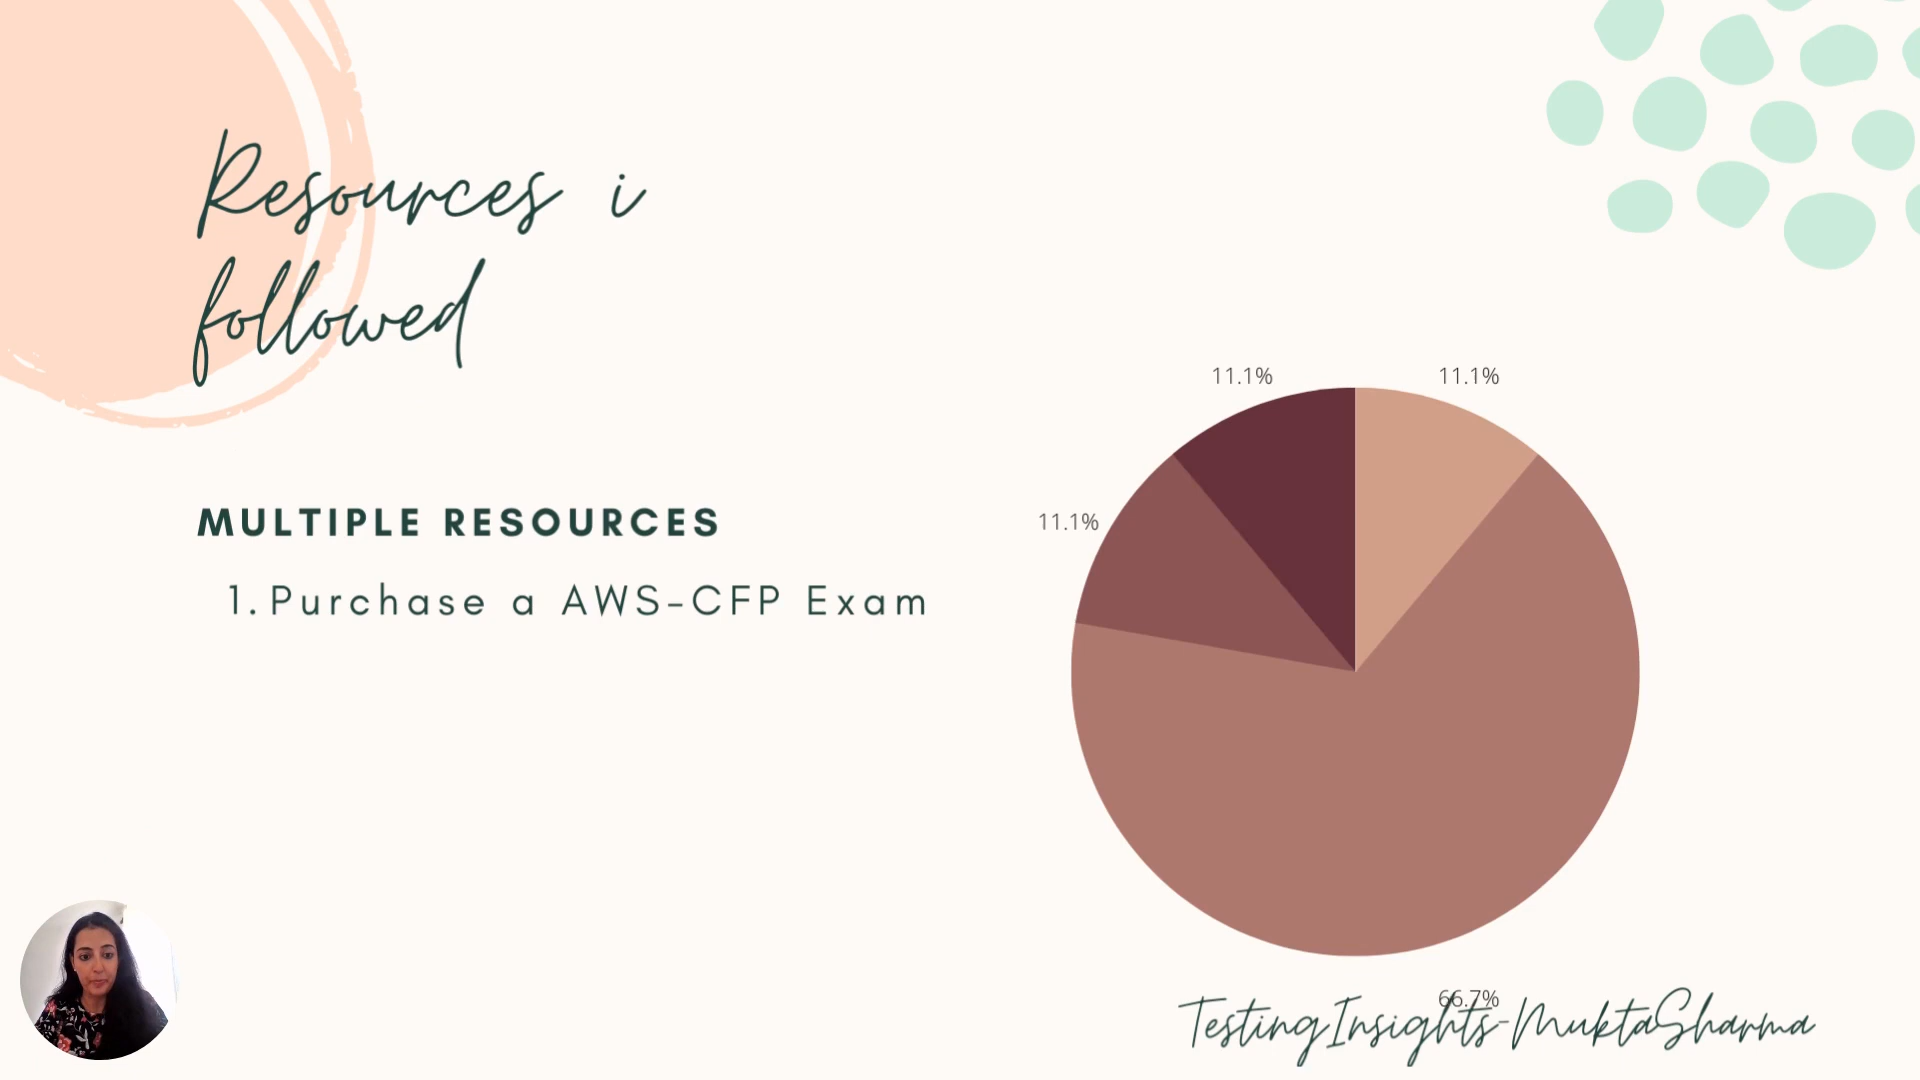 Resources i
followed
MULTIPLE RESOURCES
1. Purchase a AWS-CFP Exam
11.1%
11.1%
11.1%
66.7%
TestingInsights-MuktaSharma